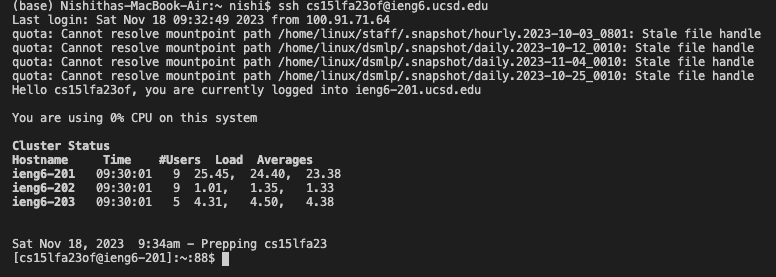 (base) Nishithas-MacBook-Air:~ nishi$ ssh cs15lfa23of@ieng6.ucsd.edu
Last login: Sat Nov 18 09:32:49 2023 from 100.91.71.64
quota: Cannot resolve mountpoint path /home/linux/staff/.snapshot/hourly.2023-10-03_0801: Stale file handle
quota: Cannot resolve mountpoint path /home/linux/dsmlp/.snapshot/daily.2023-10-12_0010: Stale file handle
quota: Cannot resolve mountpoint path /home/linux/dsmlp/.snapshot/daily.2023-11-04_0010: Stale file handle
quota: Cannot resolve mountpoint path /home/linux/dsmlp/.snapshot/daily.2023-10-25_0010: Stale file handle
Hello cs15lfa23of, you are currently logged into ieng6-201.ucsd.edu
You are using 0% CPU on this system
Cluster Status
Hostname     Time    #Users  Load  Averages
ieng6-201   09:30:01   9  25.45,  24.40,  23.38
ieng6-202   09:30:01   9  1.01,   1.35,   1.33
ieng6-203   09:30:01   5  4.31,   4.50,   4.38
Sat Nov 18, 2023  9:34am - Prepping cs15lfa23
[cs15lfa23of@ieng6-201]:~:88$